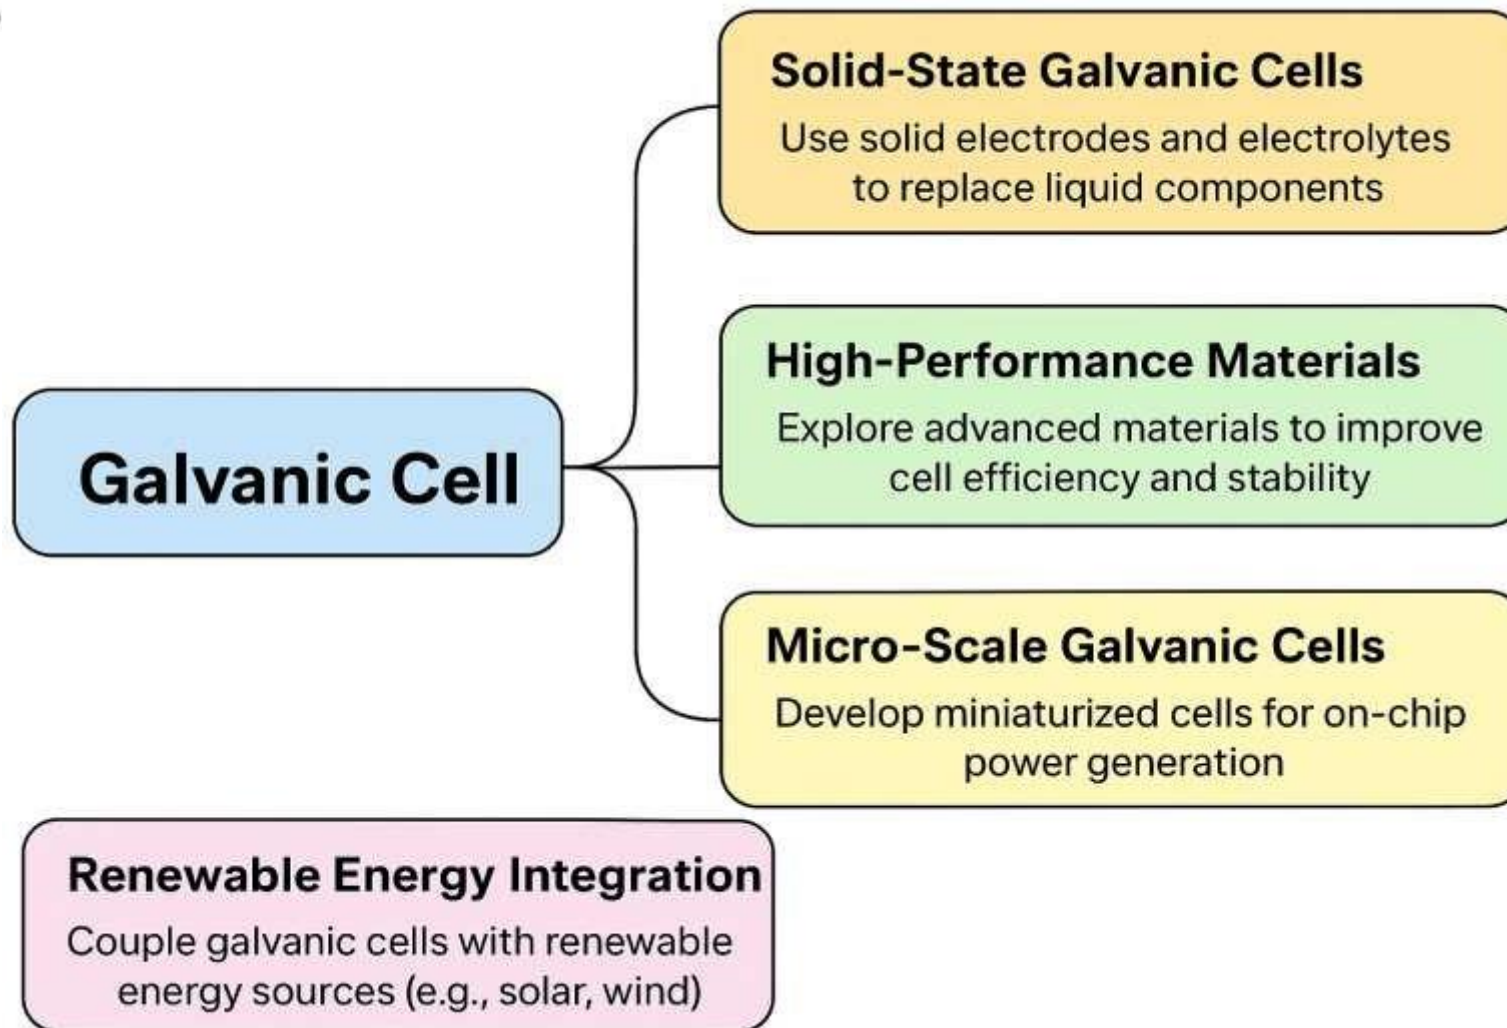 Galvanic Cell
Solid-State Galvanic Cells
Use solid electrodes and electrolytes
to replace liquid components
High-Performance Materials
Explore advanced materials to improve
cell efficiency and stability
Micro-Scale Galvanic Cells
Develop miniaturized cells for on-chip
power generation
Renewable Energy Integration
Couple galvanic cells with renewable
energy sources (e.g., solar, wind)